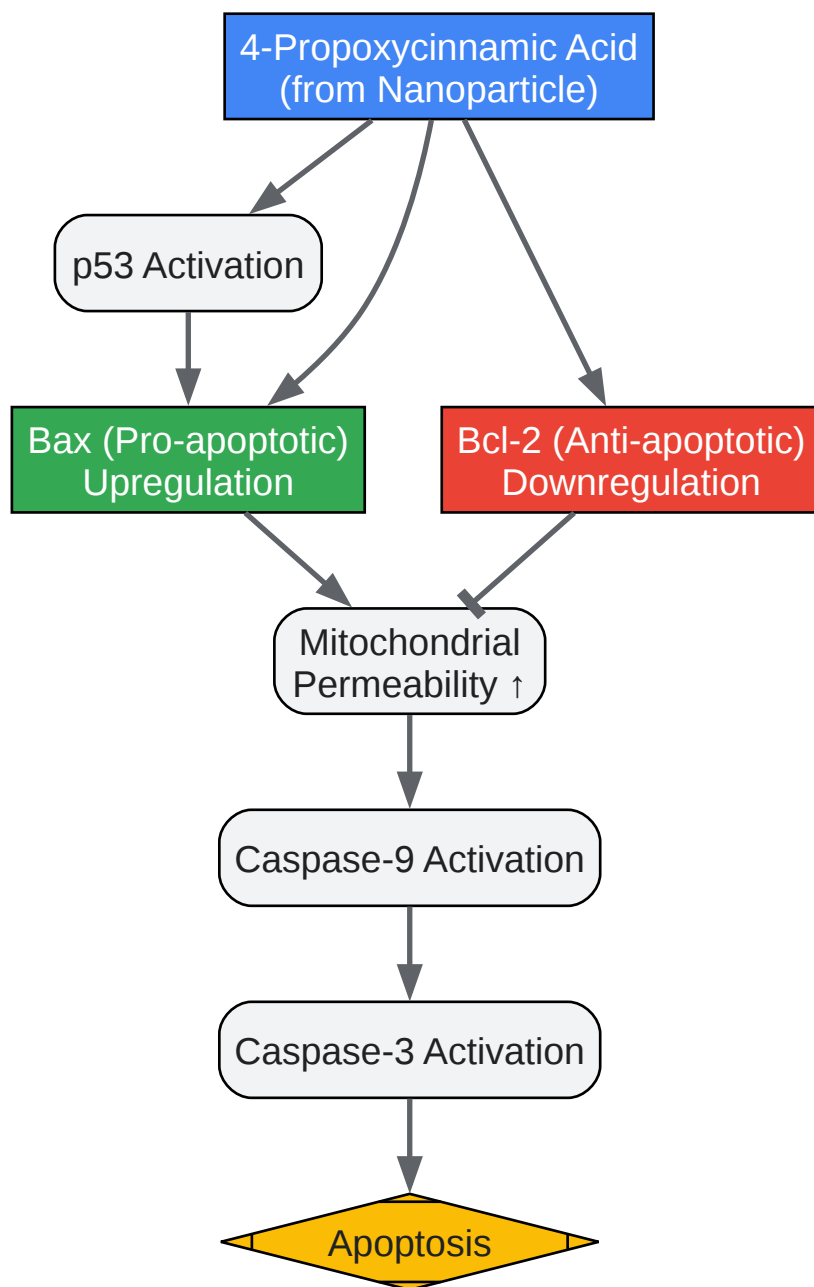 4-Propoxycinnamic Acid
(from Nanoparticle)
p53 Activation
Bax (Pro-apoptotic)
Upregulation
Bcl-2 (Anti-apoptotic)
Downregulation
Mitochondrial
Permeability ↑
Caspase-9 Activation
Caspase-3 Activation
Apoptosis